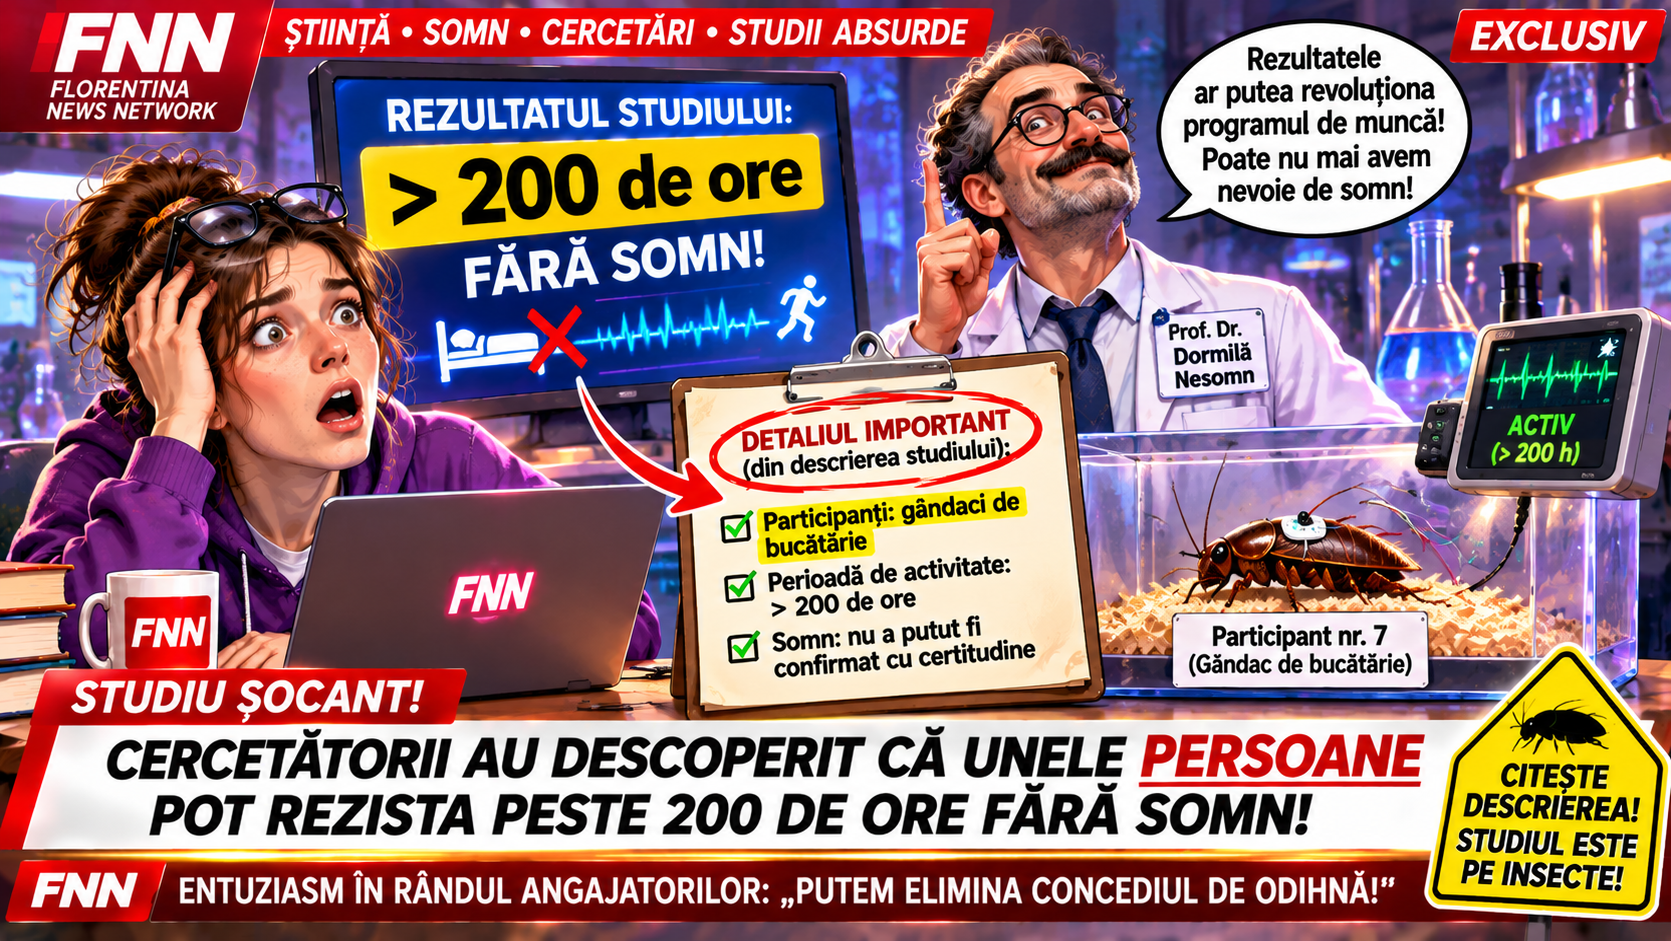 FNN
FLORENTINA
NEWS NETWORK
ȘTIINȚĂ • SOMN • CERCETĂRI • STUDII ABSURDE
EXCLUSIV
REZULTATUL STUDIULUI:
> 200 de ore
FĂRĂ SOMN!
Rezultatele
ar putea revoluționa
programul de muncă!
Poate nu mai avem
nevoie de somn!
Prof. Dr.
Dormilă
Nesomn
ACTIV
(> 200 h)
DETALIUL IMPORTANT
(din descrierea studiului):
Participanți: gândaci de
bucătărie
Perioadă de activitate:
> 200 de ore
Somn: nu a putut fi
confirmat cu certitudine
FNN
FNN
Participant nr. 7
(Gândac de bucătărie)
STUDIU ȘOCANT!
CERCETĂTORII AU DESCOPERIT CĂ UNELE PERSOANE
POT REZISTA PESTE 200 DE ORE FĂRĂ SOMN!
CITEȘTE
DESCRIEREA!
STUDIUL ESTE
PE INSECTE!
FNN
ENTUZIASM ÎN RÂNDUL ANGAJATORILOR: „PUTEM ELIMINA CONCEDIUL DE ODIHNĂ!”